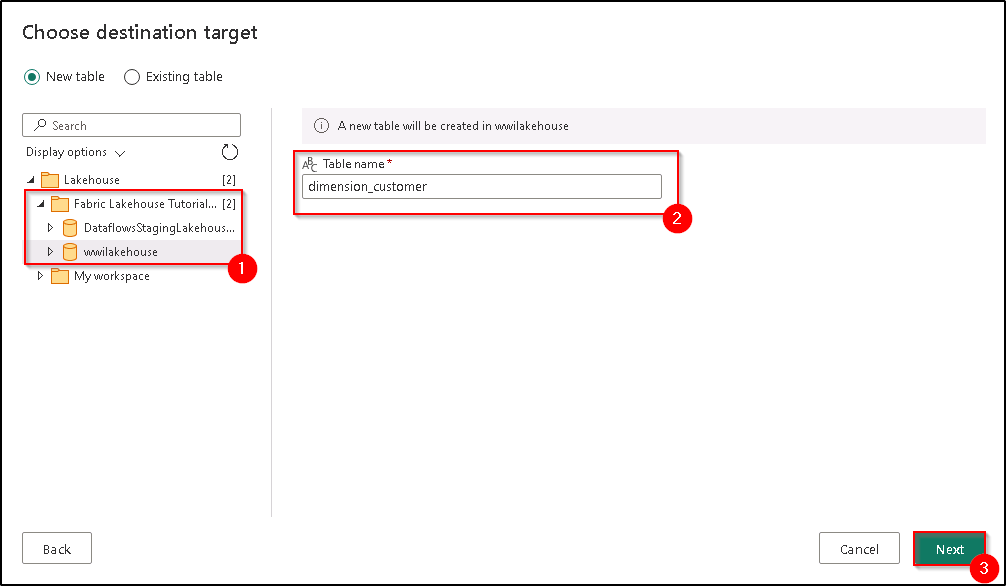 Choose destination target
New table
Existing table
Search
Display options
Lakehouse [2]
Fabric Lakehouse Tutorial... [2]
DataflowsStagingLakehous...
wwilakehouse
1
My workspace
A new table will be created in wwilakehouse
ABC Table name *
dimension_customer
2
Back
Cancel
Next
3